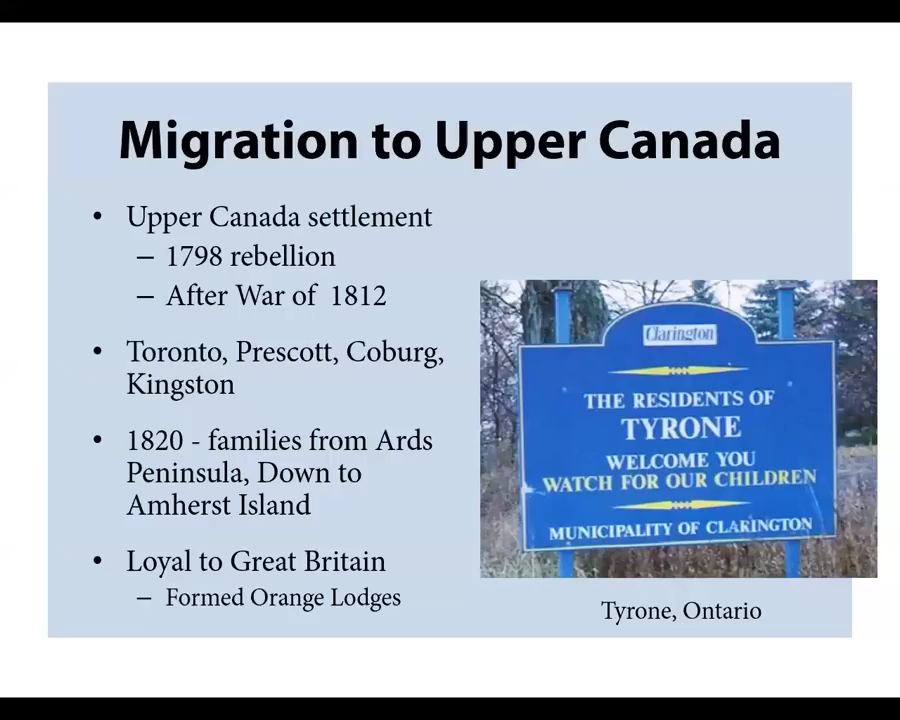 Migration to Upper Canada
• Upper Canada settlement
– 1798 rebellion
– After War of 1812
• Toronto, Prescott, Coburg,
Kingston
• 1820 - families from Ards
Peninsula, Down to
Amherst Island
• Loyal to Great Britain
– Formed Orange Lodges
Clarington
THE RESIDENTS OF
TYRONE
WELCOME YOU
WATCH FOR OUR CHILDREN
MUNICIPALITY OF CLARINGTON
Tyrone, Ontario